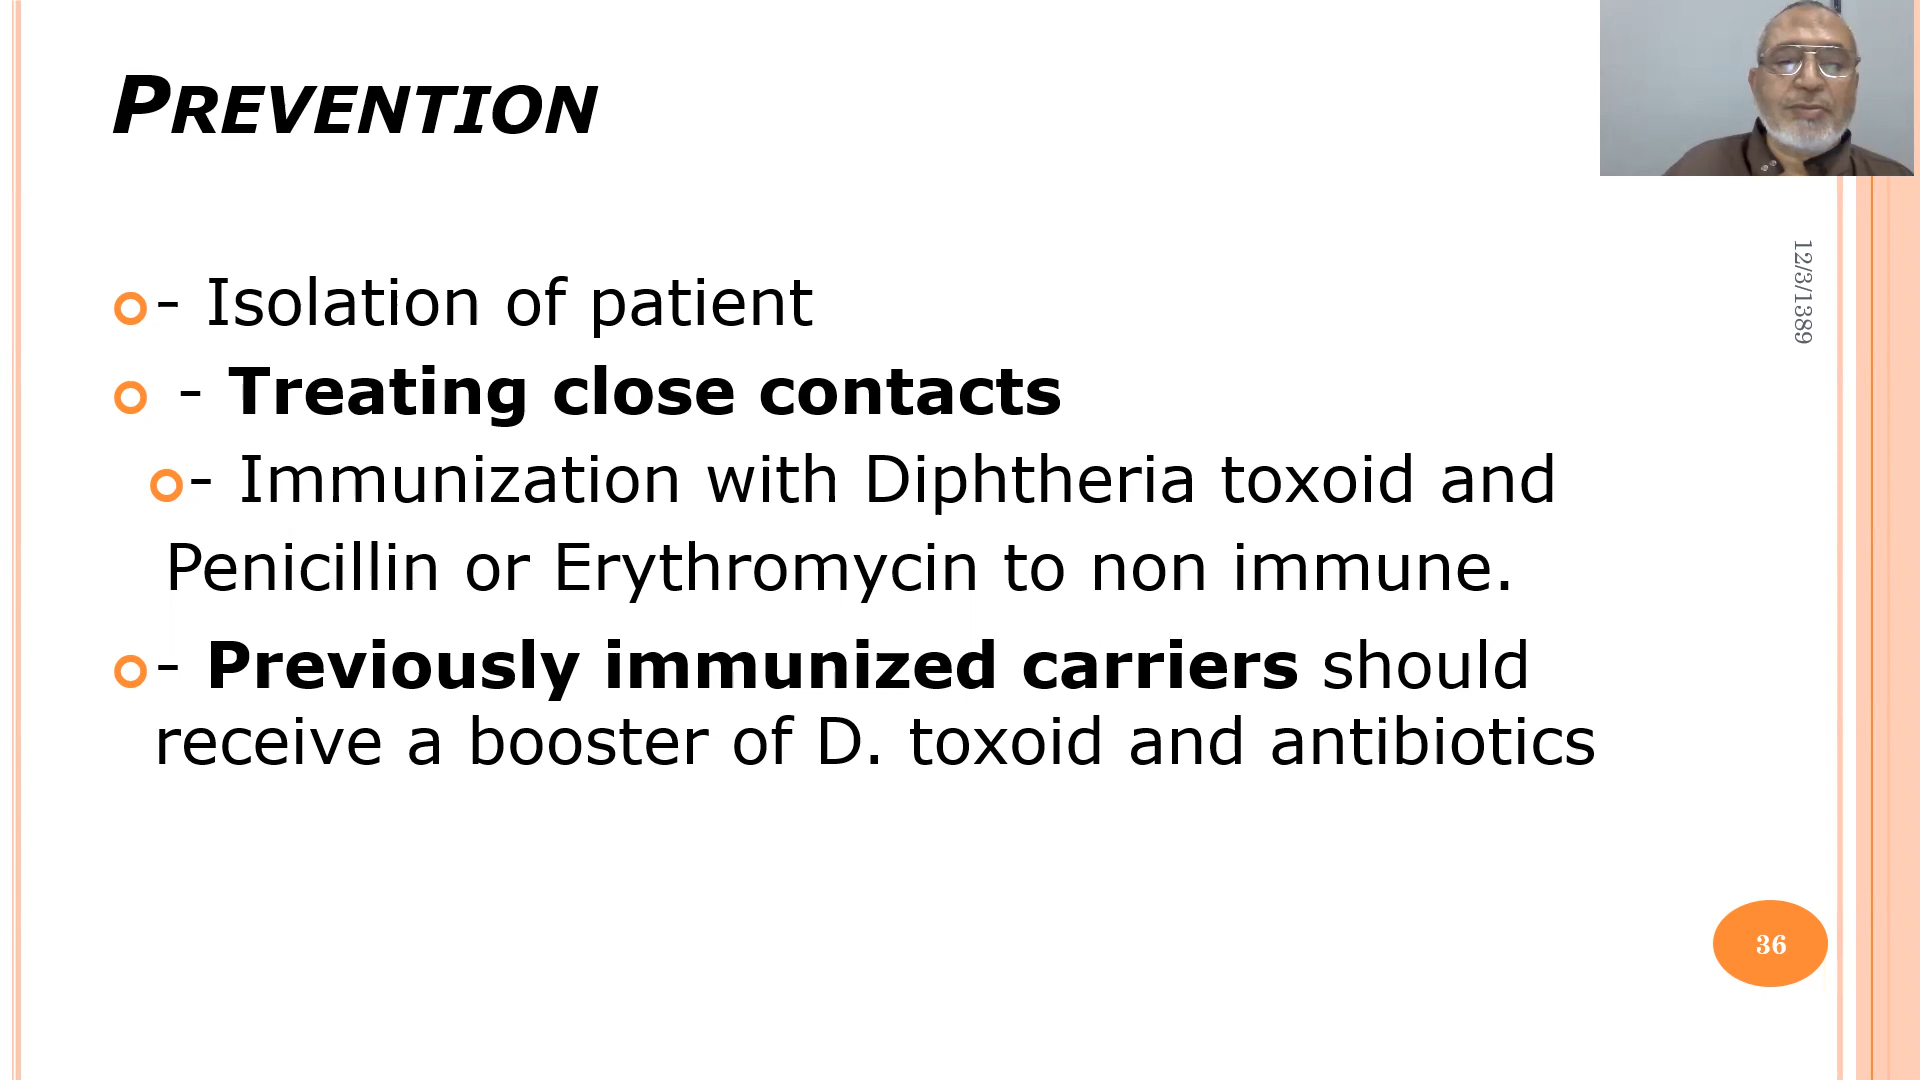 PREVENTION
- Isolation of patient
- Treating close contacts
- Immunization with Diphtheria toxoid and
Penicillin or Erythromycin to non immune.
- Previously immunized carriers should
receive a booster of D. toxoid and antibiotics
12/3/1389
36